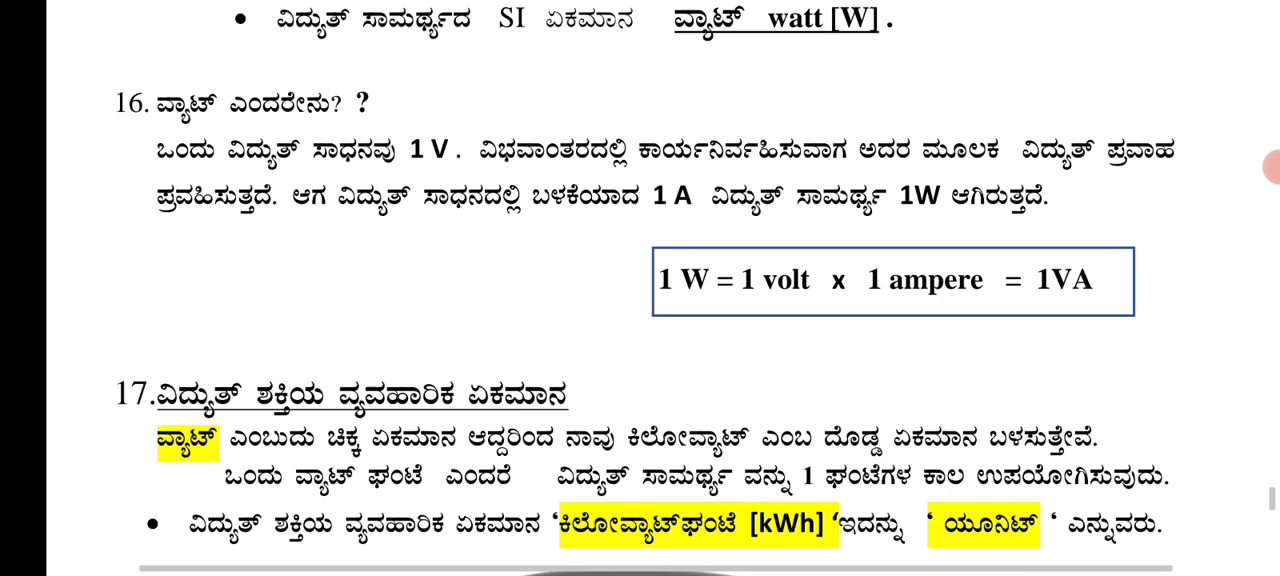 • ವಿದ್ಯುತ್ ಸಾಮರ್ಥ್ಯದ SI ಏಕಮಾನ ವ್ಯಾಟ್ watt [W] .
16. ವ್ಯಾಟ್ ಎಂದರೇನು? ?
ಒಂದು ವಿದ್ಯುತ್ ಸಾಧನವು 1 V . ವಿಭವಾಂತರದಲ್ಲಿ ಕಾರ್ಯನಿರ್ವಹಿಸುವಾಗ ಅದರ ಮೂಲಕ ವಿದ್ಯುತ್ ಪ್ರವಾಹ
ಪ್ರವಹಿಸುತ್ತದೆ. ಆಗ ವಿದ್ಯುತ್ ಸಾಧನದಲ್ಲಿ ಬಳಕೆಯಾದ 1 A ವಿದ್ಯುತ್ ಸಾಮರ್ಥ್ಯ 1W ಆಗಿರುತ್ತದೆ.
1 W = 1 volt x 1 ampere = 1VA
17.ವಿದ್ಯುತ್ ಶಕ್ತಿಯ ವ್ಯವಹಾರಿಕ ಏಕಮಾನ
ವ್ಯಾಟ್ ಎಂಬುದು ಚಿಕ್ಕ ಏಕಮಾನ ಆದ್ದರಿಂದ ನಾವು ಕಿಲೋವ್ಯಾಟ್ ಎಂಬ ದೊಡ್ಡ ಏಕಮಾನ ಬಳಸುತ್ತೇವೆ.
ಒಂದು ವ್ಯಾಟ್ ಘಂಟೆ ಎಂದರೆ ವಿದ್ಯುತ್ ಸಾಮರ್ಥ್ಯ ವನ್ನು 1 ಘಂಟೆಗಳ ಕಾಲ ಉಪಯೋಗಿಸುವುದು.
• ವಿದ್ಯುತ್ ಶಕ್ತಿಯ ವ್ಯವಹಾರಿಕ ಏಕಮಾನ ‘ಕಿಲೋವ್ಯಾಟ್‌ಘಂಟೆ [kWh] ‘ಇದನ್ನು ‘ ಯೂನಿಟ್ ‘ ಎನ್ನುವರು.